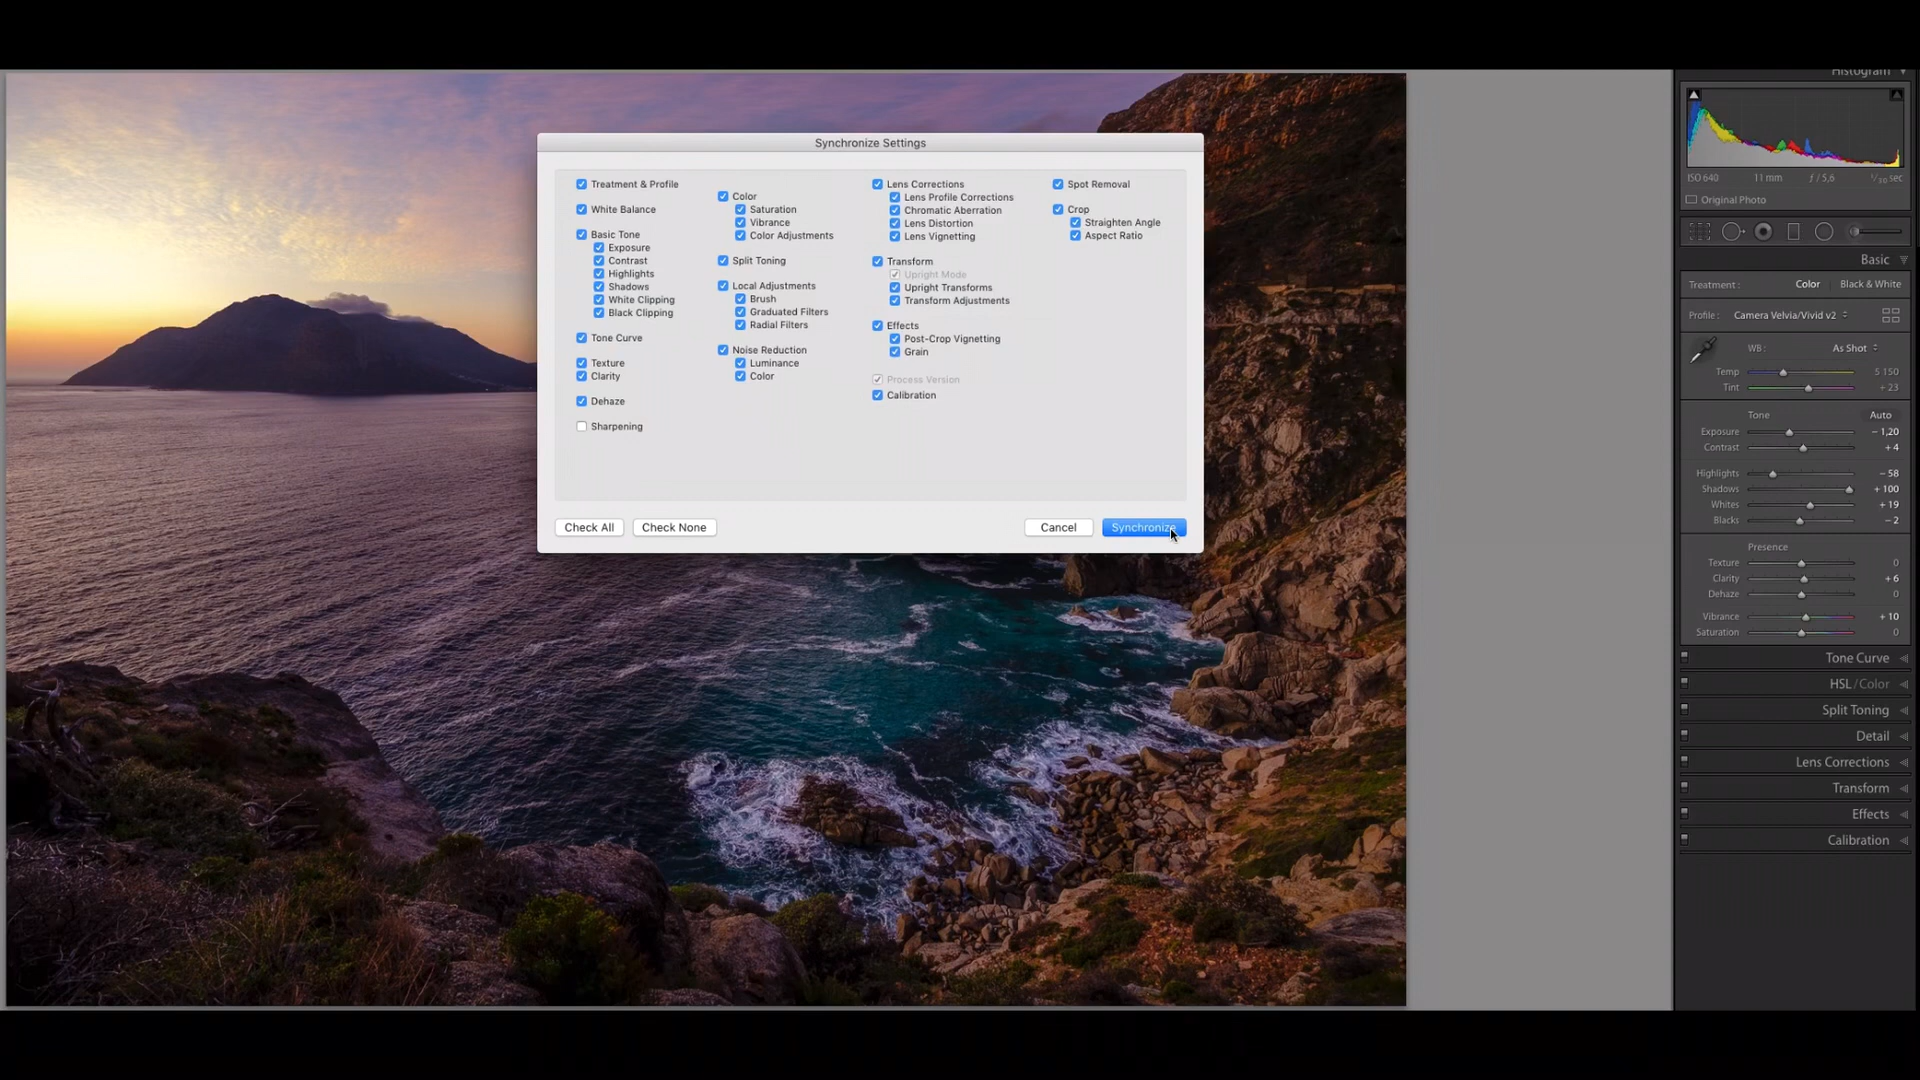 Synchronize Settings
Treatment & Profile
White Balance
Basic Tone
Exposure
Contrast
Highlights
Shadows
White Clipping
Black Clipping
Tone Curve
Texture
Clarity
Dehaze
Sharpening
Color
Saturation
Vibrance
Color Adjustments
Split Toning
Local Adjustments
Brush
Graduated Filters
Radial Filters
Noise Reduction
Luminance
Color
Lens Corrections
Lens Profile Corrections
Chromatic Aberration
Lens Distortion
Lens Vignetting
Transform
Upright Mode
Upright Transforms
Transform Adjustments
Effects
Post-Crop Vignetting
Grain
Process Version
Calibration
Spot Removal
Crop
Straighten Angle
Aspect Ratio
Check All
Check None
Cancel
Synchronize
Histogram
ISO 640 11 mm ƒ / 5,6 1/30 sec
Original Photo
Basic
Treatment : Color Black & White
Profile : Camera Velvia/Vivid v2
WB : As Shot
Temp 5 150
Tint + 23
Tone Auto
Exposure – 1,20
Contrast + 4
Highlights – 58
Shadows + 100
Whites + 19
Blacks – 2
Presence
Texture 0
Clarity + 6
Dehaze 0
Vibrance + 10
Saturation 0
Tone Curve
HSL / Color
Split Toning
Detail
Lens Corrections
Transform
Effects
Calibration